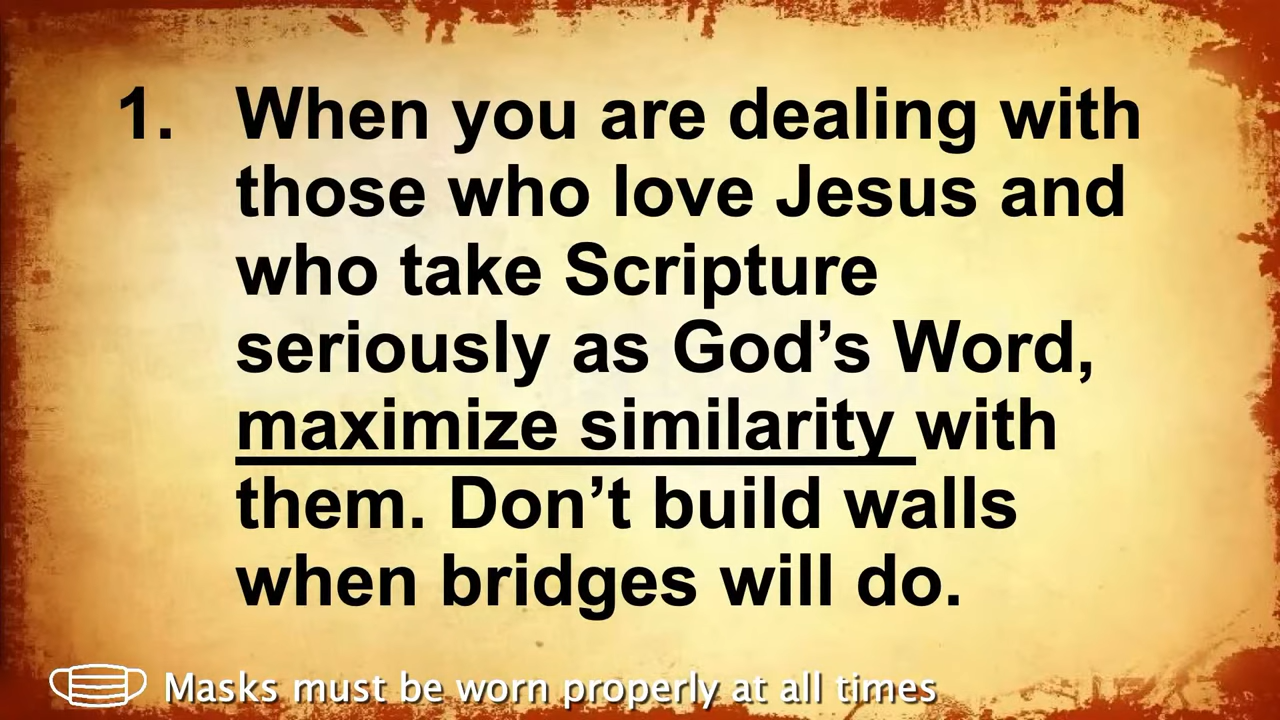 1. When you are dealing with
those who love Jesus and
who take Scripture
seriously as God’s Word,
maximize similarity with
them. Don’t build walls
when bridges will do.
Masks must be worn properly at all times